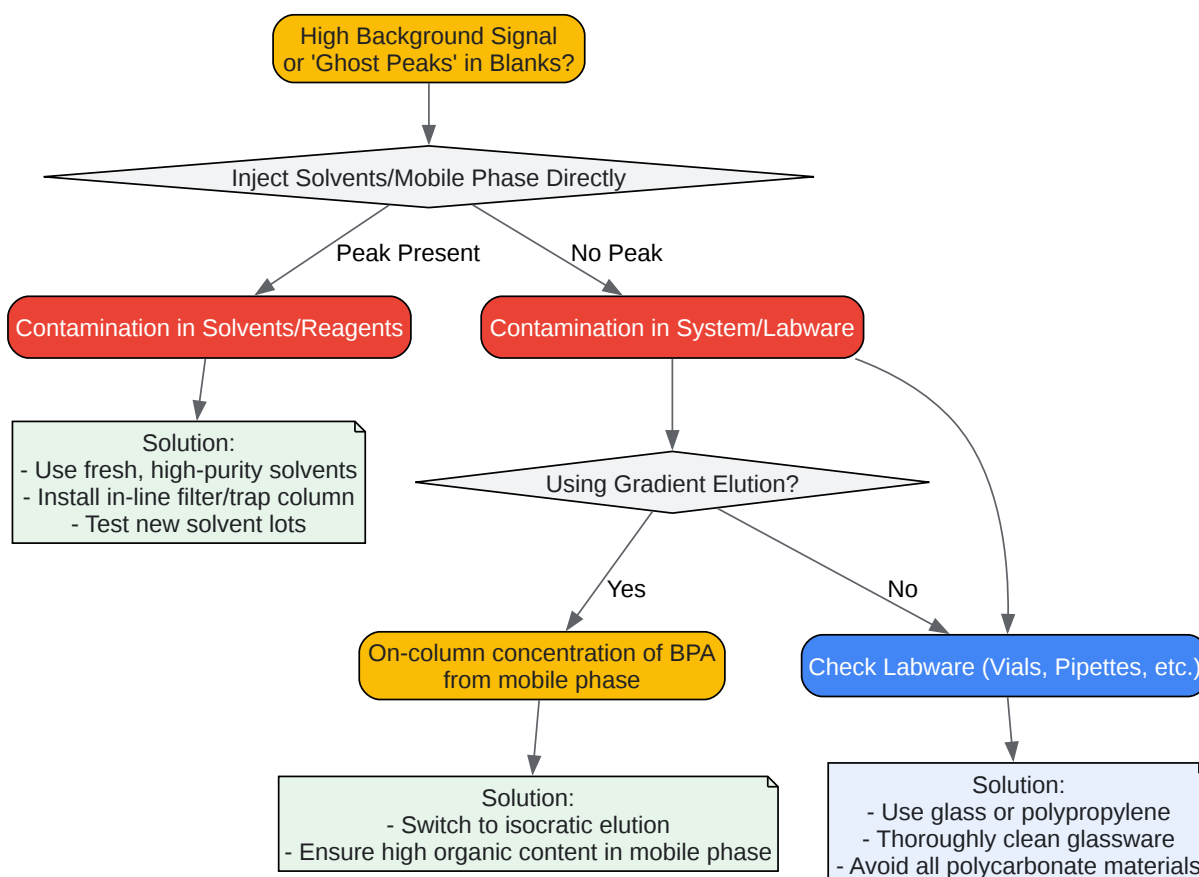 High Background Signal
or 'Ghost Peaks' in Blanks?
Inject Solvents/Mobile Phase Directly
Peak Present
No Peak
Contamination in Solvents/Reagents
Contamination in System/Labware
Solution:
- Use fresh, high-purity solvents
- Install in-line filter/trap column
- Test new solvent lots
Using Gradient Elution?
Yes
No
On-column concentration of BPA
from mobile phase
Check Labware (Vials, Pipettes, etc.)
Solution:
- Switch to isocratic elution
- Ensure high organic content in mobile phase
Solution:
- Use glass or polypropylene
- Thoroughly clean glassware
- Avoid all polycarbonate materials